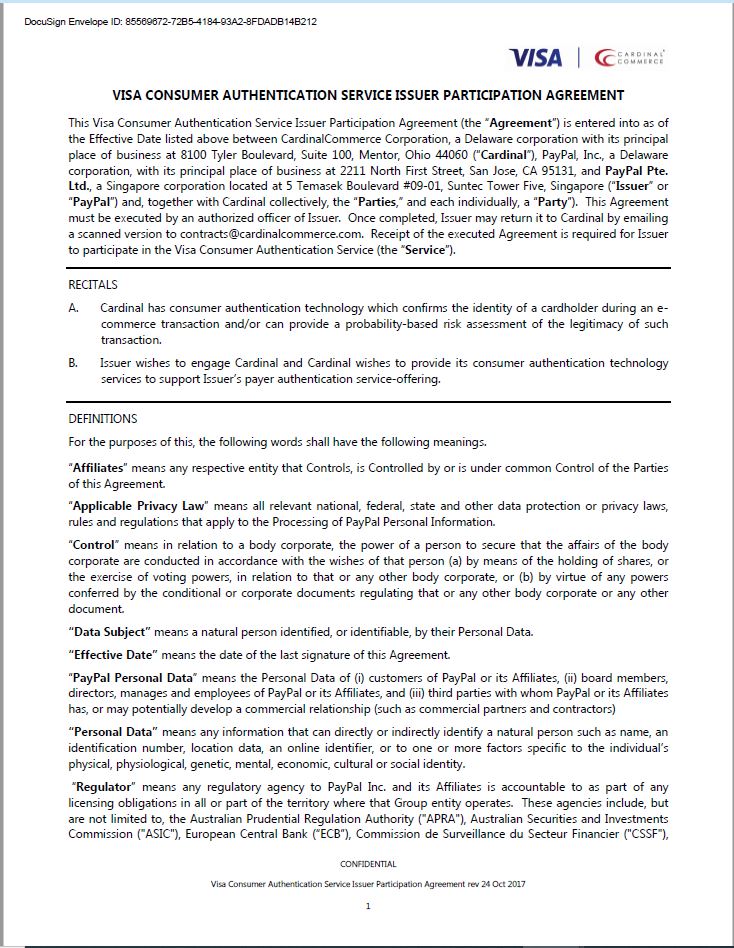 DocuSign Envelope ID: 85569672-72B5-4184-93A2-8FDADB14B212
VISA | CARDINAL COMMERCE
VISA CONSUMER AUTHENTICATION SERVICE ISSUER PARTICIPATION AGREEMENT
This Visa Consumer Authentication Service Issuer Participation Agreement (the “Agreement”) is entered into as of
the Effective Date listed above between CardinalCommerce Corporation, a Delaware corporation with its principal
place of business at 8100 Tyler Boulevard, Suite 100, Mentor, Ohio 44060 (“Cardinal”), PayPal, Inc., a Delaware
corporation, with its principal place of business at 2211 North First Street, San Jose, CA 95131, and PayPal Pte.
Ltd., a Singapore corporation located at 5 Temasek Boulevard #09-01, Suntec Tower Five, Singapore (“Issuer” or
“PayPal”) and, together with Cardinal collectively, the “Parties,” and each individually, a “Party”). This Agreement
must be executed by an authorized officer of Issuer. Once completed, Issuer may return it to Cardinal by emailing
a scanned version to contracts@cardinalcommerce.com. Receipt of the executed Agreement is required for Issuer
to participate in the Visa Consumer Authentication Service (the “Service”).
RECITALS
A. Cardinal has consumer authentication technology which confirms the identity of a cardholder during an e-
commerce transaction and/or can provide a probability-based risk assessment of the legitimacy of such
transaction.
B. Issuer wishes to engage Cardinal and Cardinal wishes to provide its consumer authentication technology
services to support Issuer’s payer authentication service-offering.
DEFINITIONS
For the purposes of this, the following words shall have the following meanings.
“Affiliates” means any respective entity that Controls, is Controlled by or is under common Control of the Parties
of this Agreement.
“Applicable Privacy Law” means all relevant national, federal, state and other data protection or privacy laws,
rules and regulations that apply to the Processing of PayPal Personal Information.
“Control” means in relation to a body corporate, the power of a person to secure that the affairs of the body
corporate are conducted in accordance with the wishes of that person (a) by means of the holding of shares, or
the exercise of voting powers, in relation to that or any other body corporate, or (b) by virtue of any powers
conferred by the conditional or corporate documents regulating that or any other body corporate or any other
document.
“Data Subject” means a natural person identified, or identifiable, by their Personal Data.
“Effective Date” means the date of the last signature of this Agreement.
“PayPal Personal Data” means the Personal Data of (i) customers of PayPal or its Affiliates, (ii) board members,
directors, manages and employees of PayPal or its Affiliates, and (iii) third parties with whom PayPal or its Affiliates
has, or may potentially develop a commercial relationship (such as commercial partners and contractors)
“Personal Data” means any information that can directly or indirectly identify a natural person such as name, an
identification number, location data, an online identifier, or to one or more factors specific to the individual’s
physical, physiological, genetic, mental, economic, cultural or social identity.
“Regulator” means any regulatory agency to PayPal Inc. and its Affiliates is accountable to as part of any
licensing obligations in all or part of the territory where that Group entity operates. These agencies include, but
are not limited to, the Australian Prudential Regulation Authority ("APRA"), Australian Securities and Investments
Commission ("ASIC"), European Central Bank (“ECB”), Commission de Surveillance du Secteur Financier ("CSSF"),
CONFIDENTIAL
Visa Consumer Authentication Service Issuer Participation Agreement rev 24 Oct 2017
1